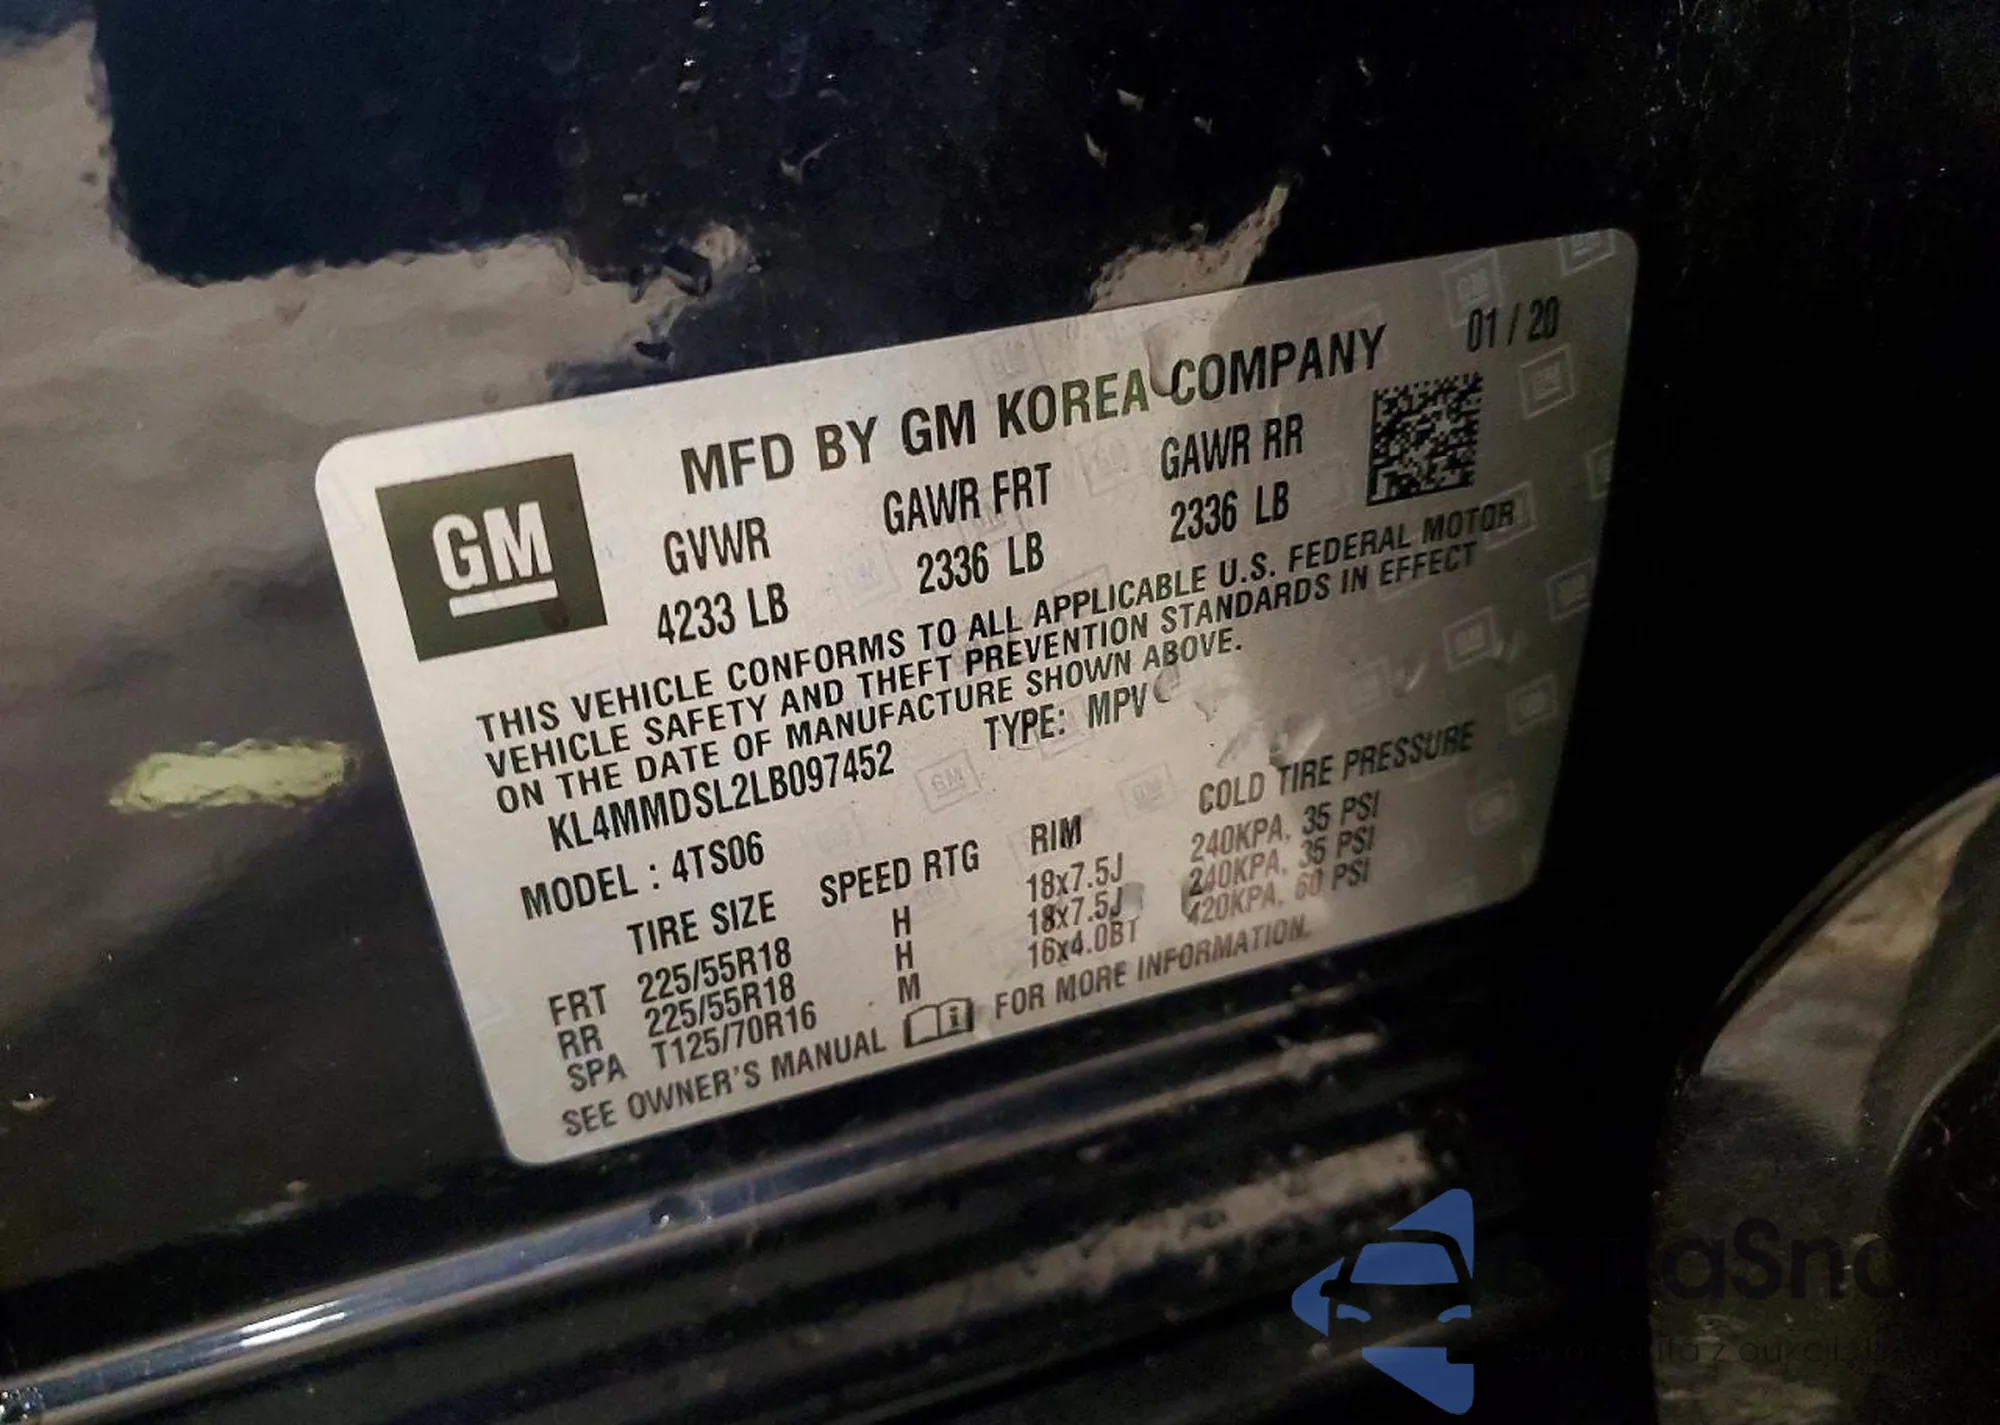 01 / 20
MFD BY GM KOREA COMPANY
GM
GVWR GAWR FRT GAWR RR
4233 LB 2336 LB 2336 LB
THIS VEHICLE CONFORMS TO ALL APPLICABLE U.S. FEDERAL MOTOR
VEHICLE SAFETY AND THEFT PREVENTION STANDARDS IN EFFECT
ON THE DATE OF MANUFACTURE SHOWN ABOVE.
KL4MMDSL2LB097452 TYPE: MPV
MODEL : 4TS06
TIRE SIZE SPEED RTG RIM COLD TIRE PRESSURE
FRT 225/55R18 H 18x7.5J 240KPA, 35 PSI
RR 225/55R18 H 18x7.5J 240KPA, 35 PSI
SPA T125/70R16 M 16x4.0BT 420KPA, 60 PSI
SEE OWNER'S MANUAL FOR MORE INFORMATION.